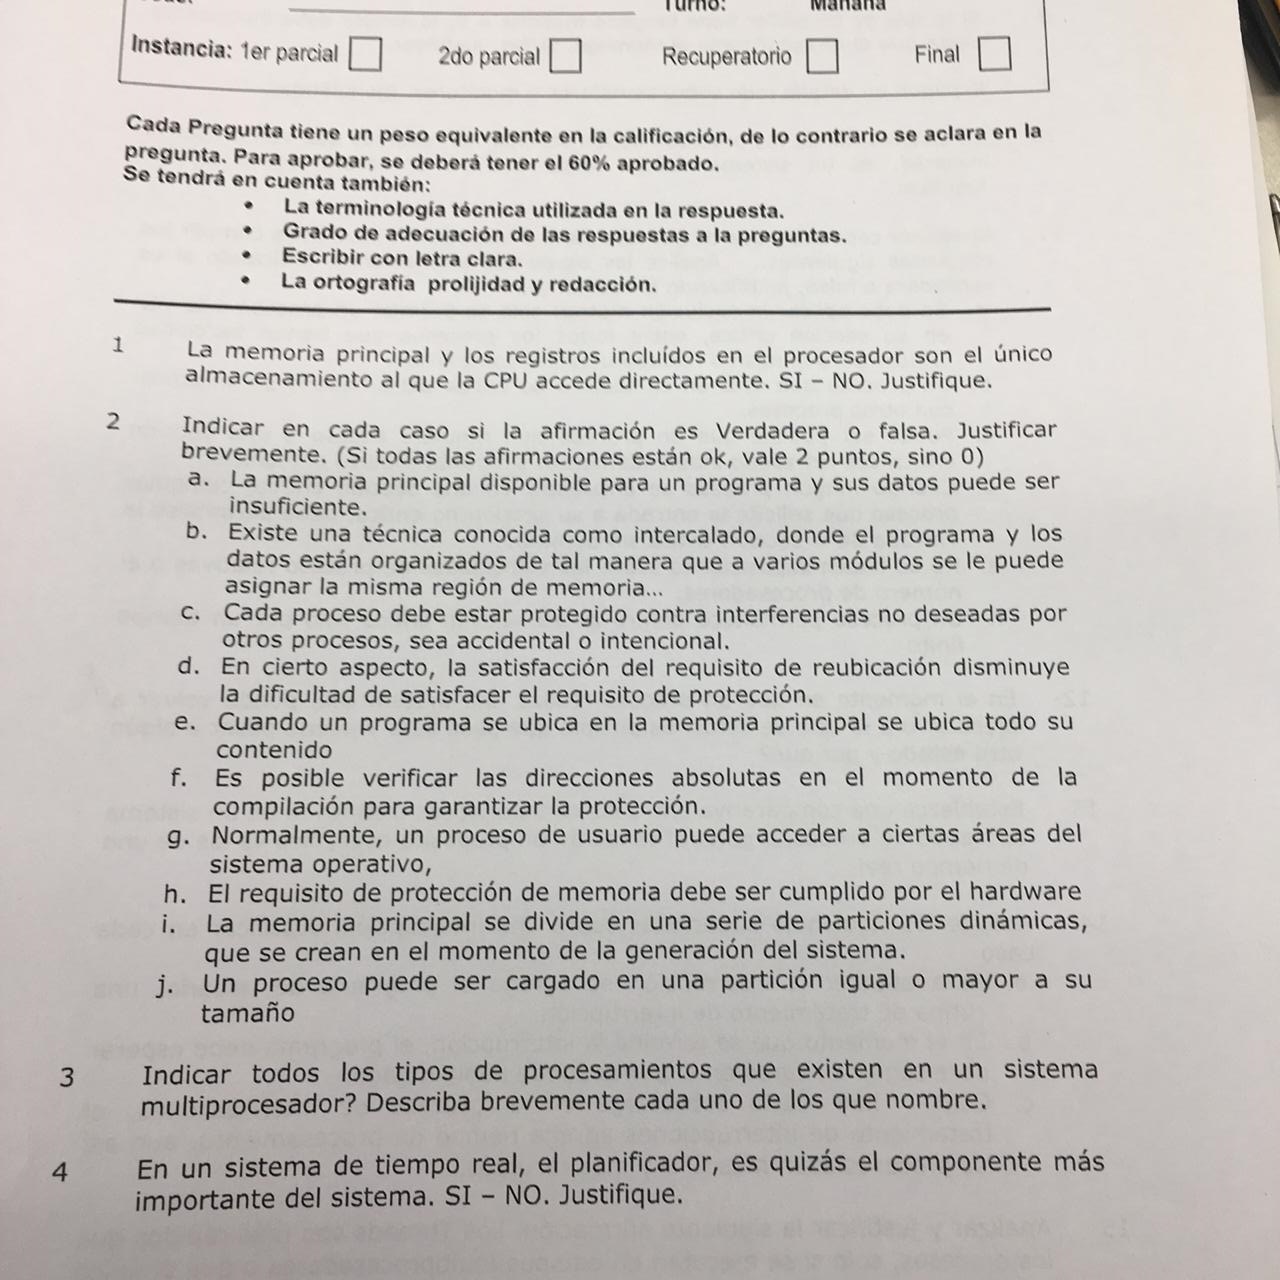 Turno: Mañana
Instancia: 1er parcial 2do parcial Recuperatorio Final
Cada Pregunta tiene un peso equivalente en la calificación, de lo contrario se aclara en la
pregunta. Para aprobar, se deberá tener el 60% aprobado.
Se tendrá en cuenta también:
• La terminología técnica utilizada en la respuesta.
• Grado de adecuación de las respuestas a la preguntas.
• Escribir con letra clara.
• La ortografía prolijidad y redacción.
1 La memoria principal y los registros incluídos en el procesador son el único
almacenamiento al que la CPU accede directamente. SI – NO. Justifique.
2 Indicar en cada caso si la afirmación es Verdadera o falsa. Justificar
brevemente. (Si todas las afirmaciones están ok, vale 2 puntos, sino 0)
a. La memoria principal disponible para un programa y sus datos puede ser
insuficiente.
b. Existe una técnica conocida como intercalado, donde el programa y los
datos están organizados de tal manera que a varios módulos se le puede
asignar la misma región de memoria...
c. Cada proceso debe estar protegido contra interferencias no deseadas por
otros procesos, sea accidental o intencional.
d. En cierto aspecto, la satisfacción del requisito de reubicación disminuye
la dificultad de satisfacer el requisito de protección.
e. Cuando un programa se ubica en la memoria principal se ubica todo su
contenido
f. Es posible verificar las direcciones absolutas en el momento de la
compilación para garantizar la protección.
g. Normalmente, un proceso de usuario puede acceder a ciertas áreas del
sistema operativo,
h. El requisito de protección de memoria debe ser cumplido por el hardware
i. La memoria principal se divide en una serie de particiones dinámicas,
que se crean en el momento de la generación del sistema.
j. Un proceso puede ser cargado en una partición igual o mayor a su
tamaño
3 Indicar todos los tipos de procesamientos que existen en un sistema
multiprocesador? Describa brevemente cada uno de los que nombre.
4 En un sistema de tiempo real, el planificador, es quizás el componente más
importante del sistema. SI – NO. Justifique.